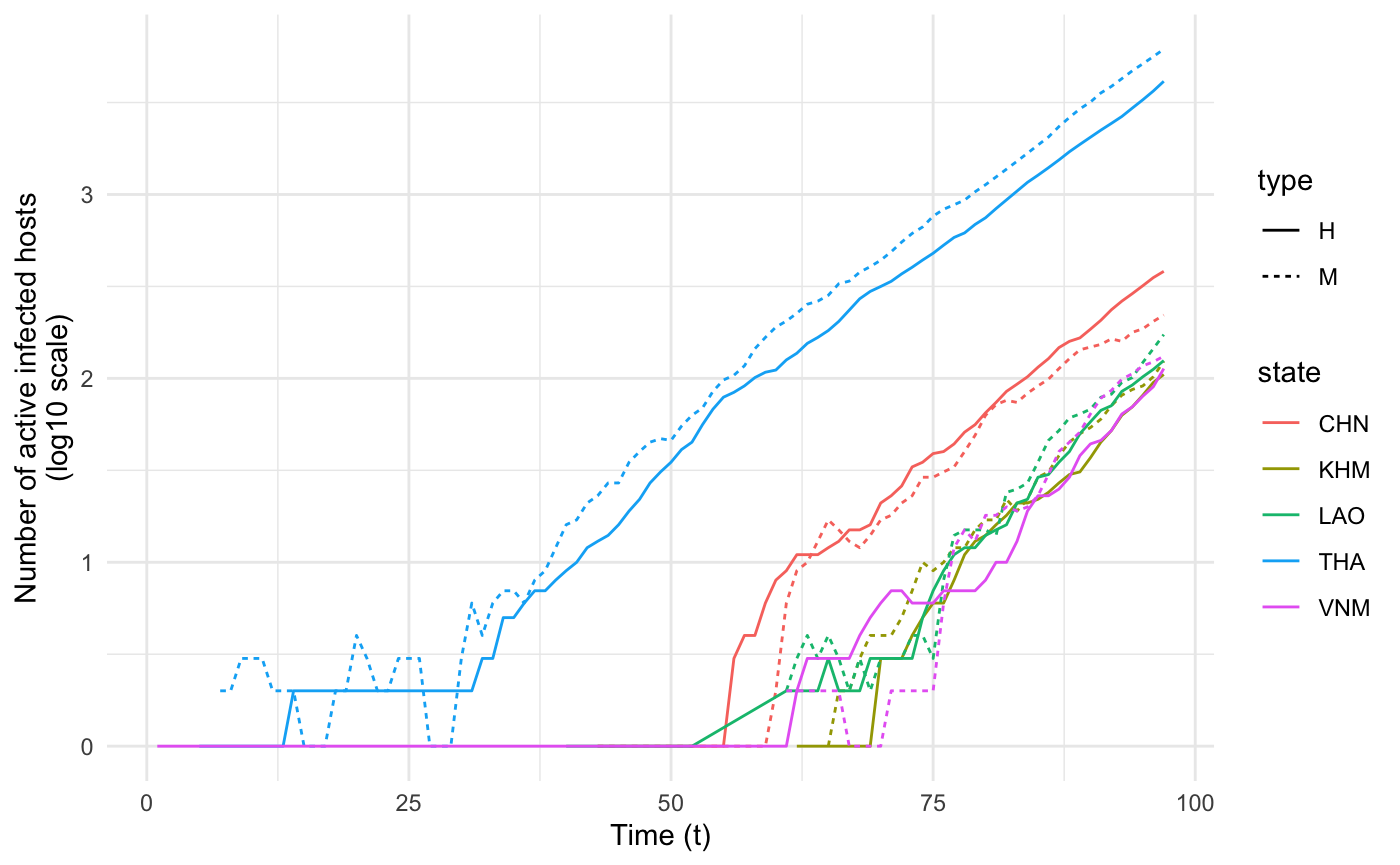 Number of active infected hosts
(log10 scale)
3
2
1
0
0
25
50
75
100
Time (t)
type
H
M
state
CHN
KHM
LAO
THA
VNM